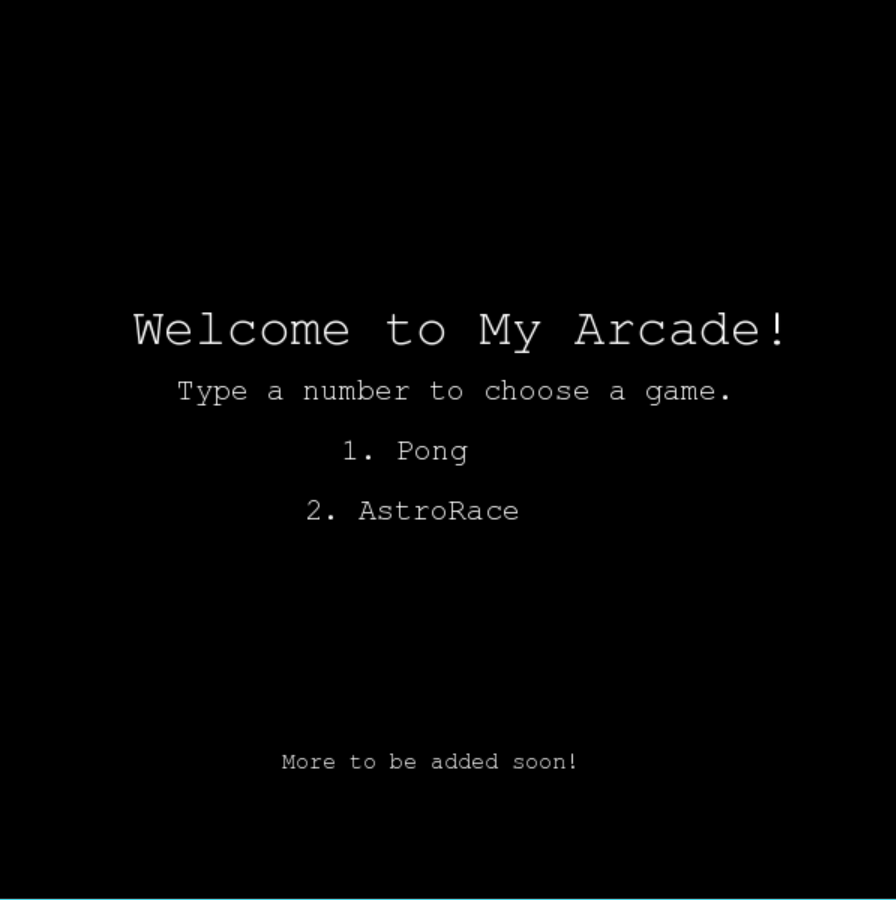 Welcome to My Arcade!
Type a number to choose a game.
1. Pong
2. AstroRace
More to be added soon!